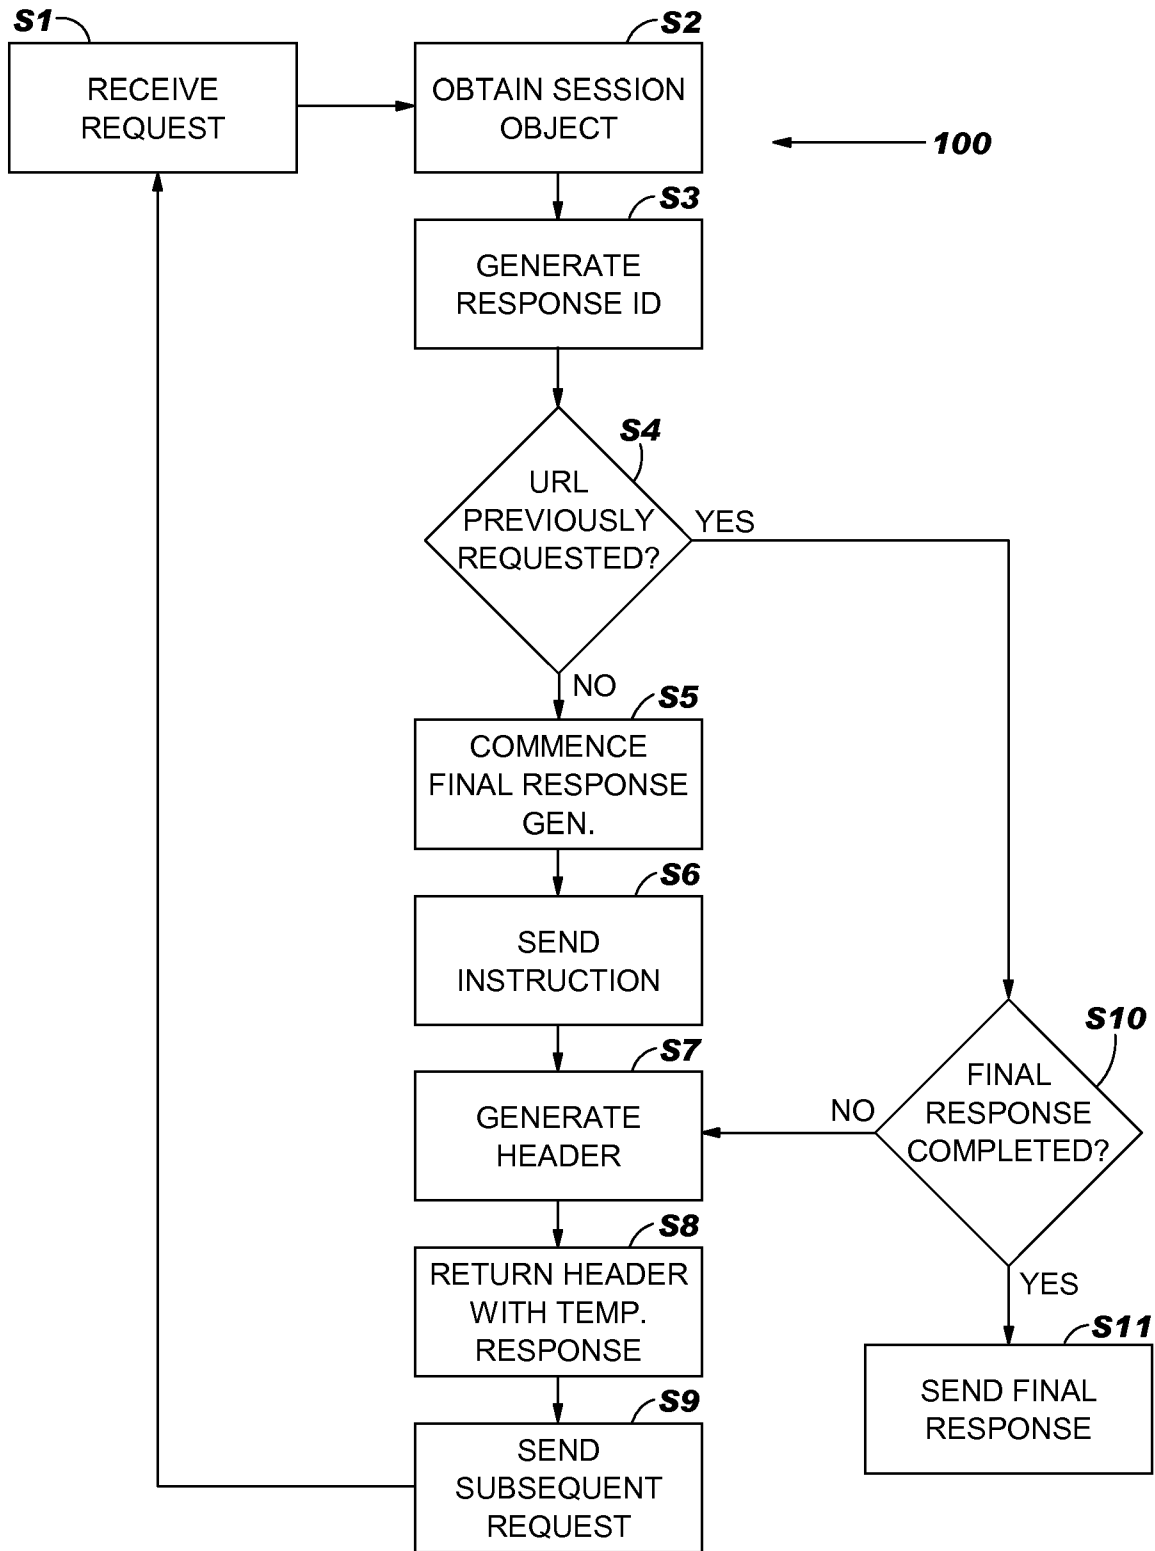 S1
RECEIVE
REQUEST
S2
OBTAIN SESSION
OBJECT
100
S3
GENERATE
RESPONSE ID
S4
URL
PREVIOUSLY
REQUESTED?
YES
NO
S5
COMMENCE
FINAL RESPONSE
GEN.
S6
SEND
INSTRUCTION
S7
GENERATE
HEADER
S10
FINAL
RESPONSE
COMPLETED?
NO
YES
S8
RETURN HEADER
WITH TEMP.
RESPONSE
S11
SEND FINAL
RESPONSE
S9
SEND
SUBSEQUENT
REQUEST